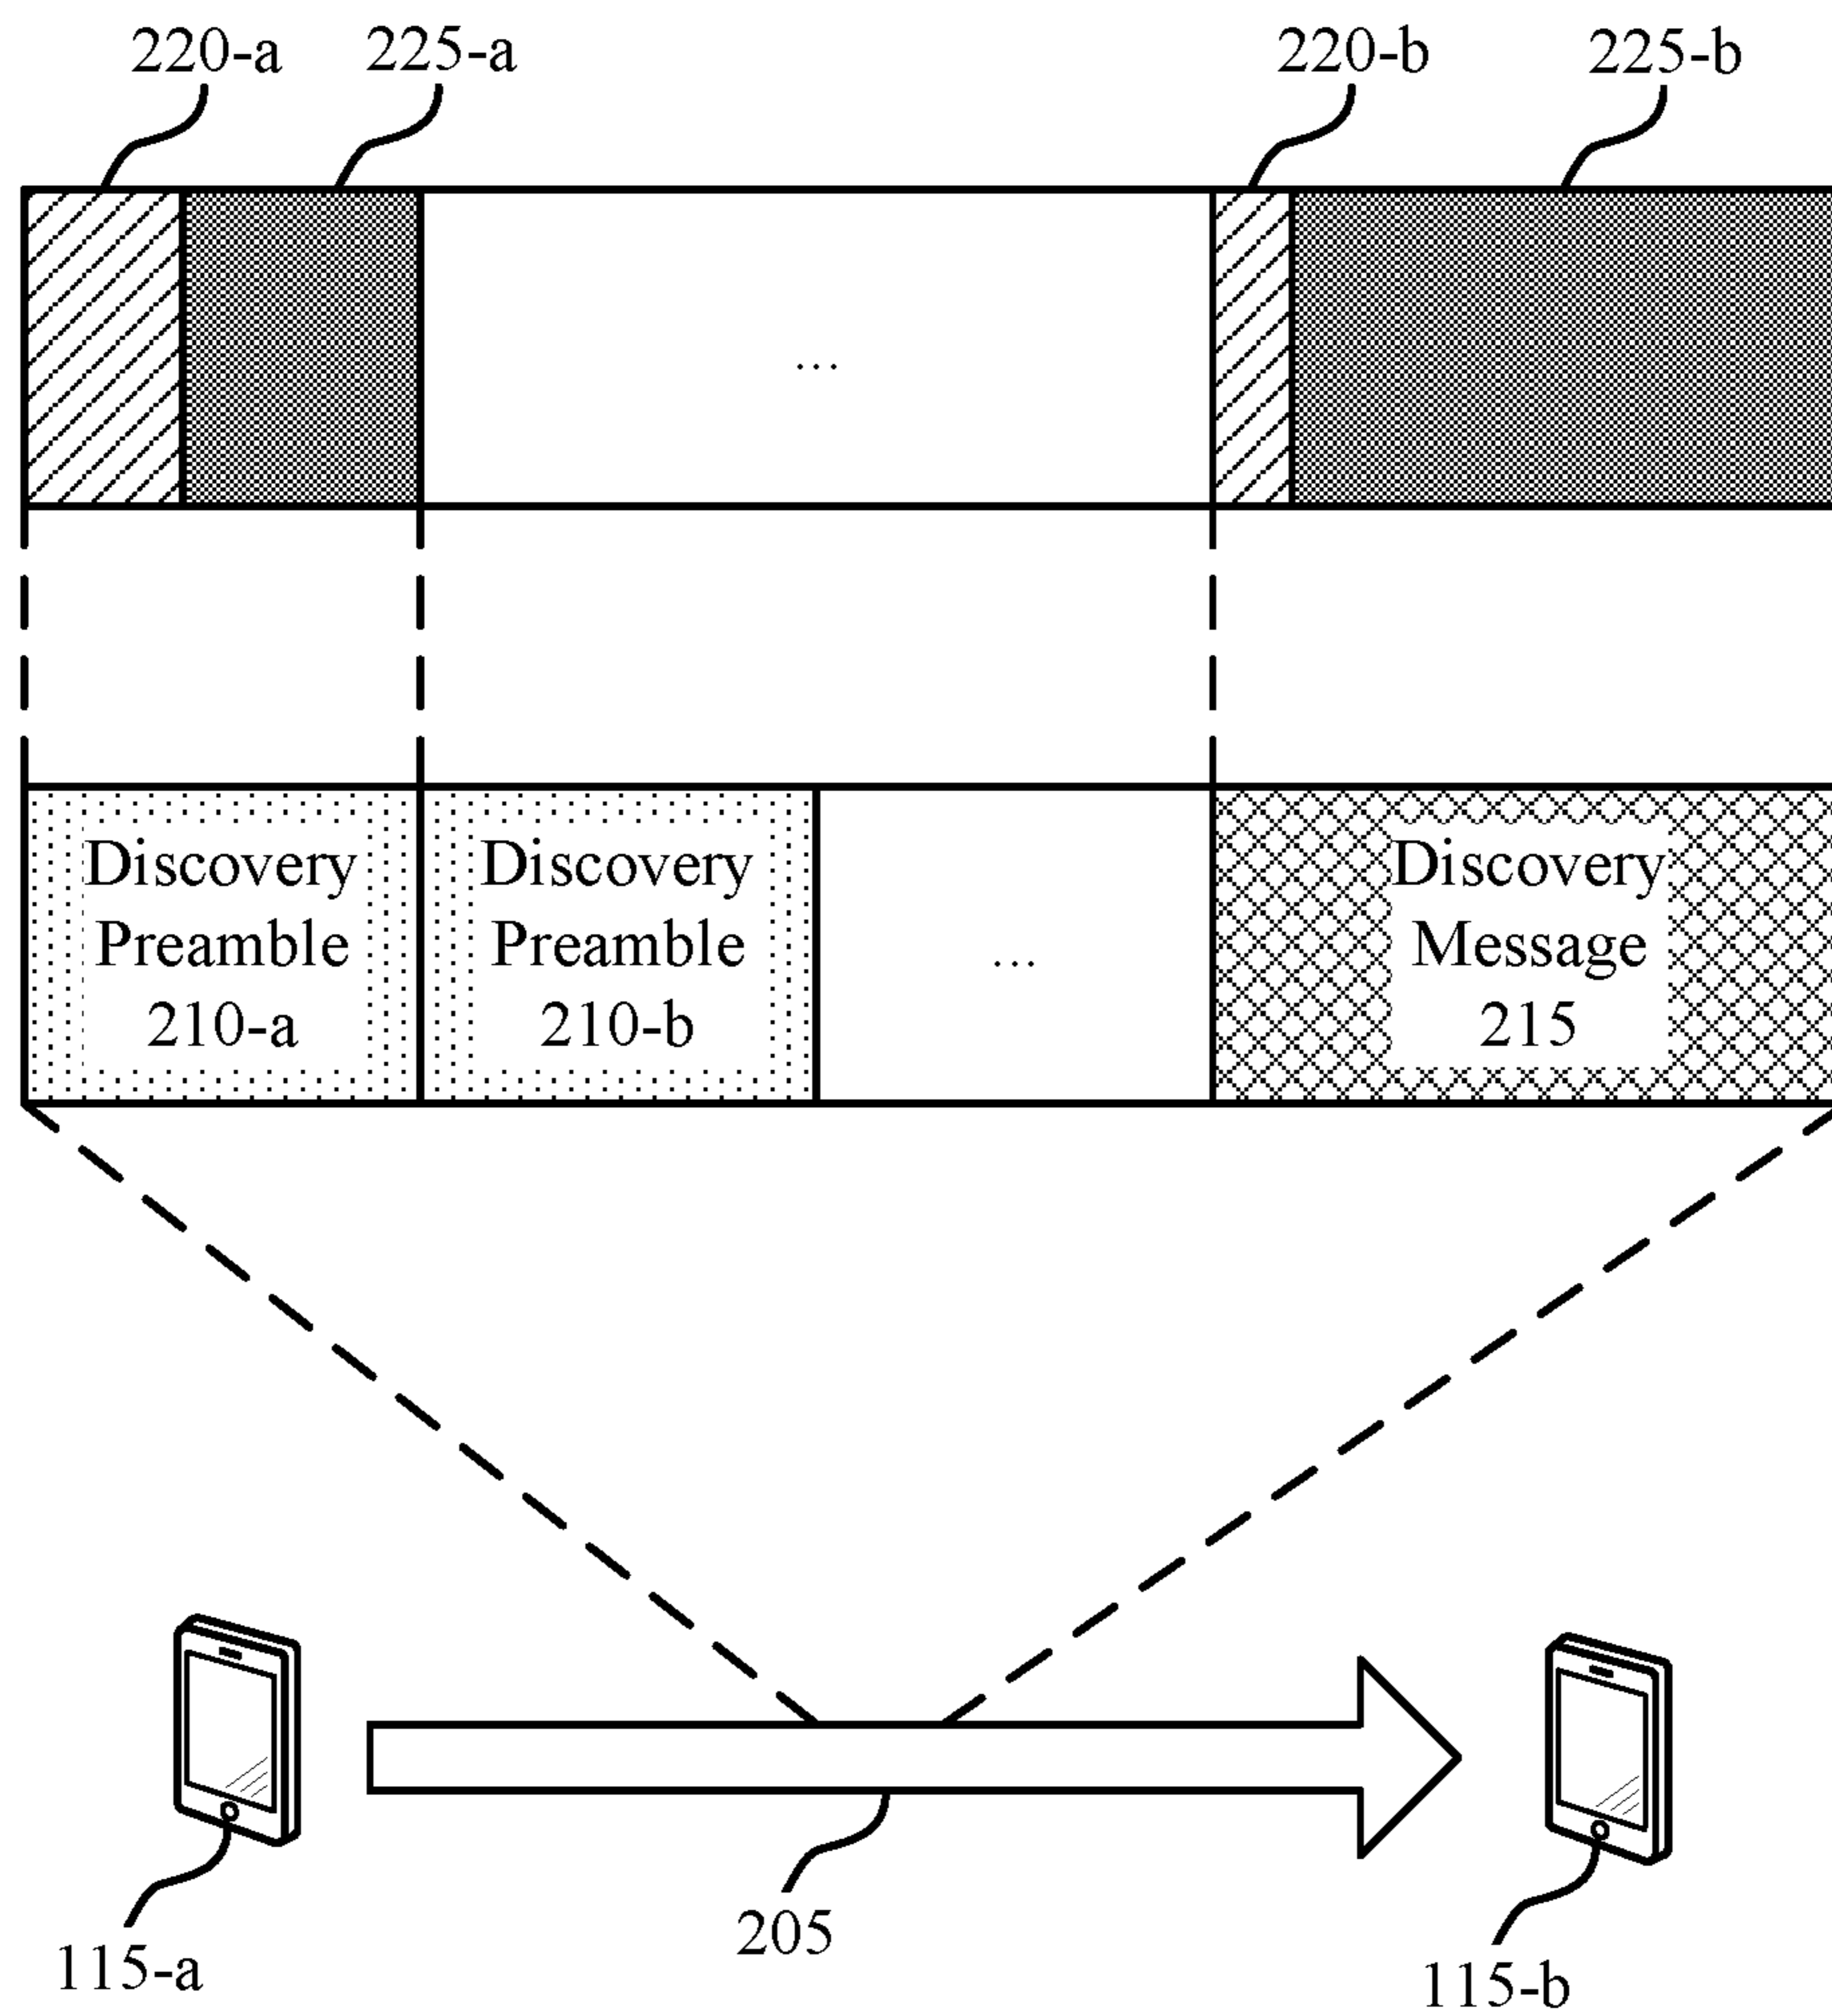 220-a 225-a 220-b 225-b
...
Discovery Preamble 210-a
Discovery Preamble 210-b
...
Discovery Message 215
205
115-a
115-b